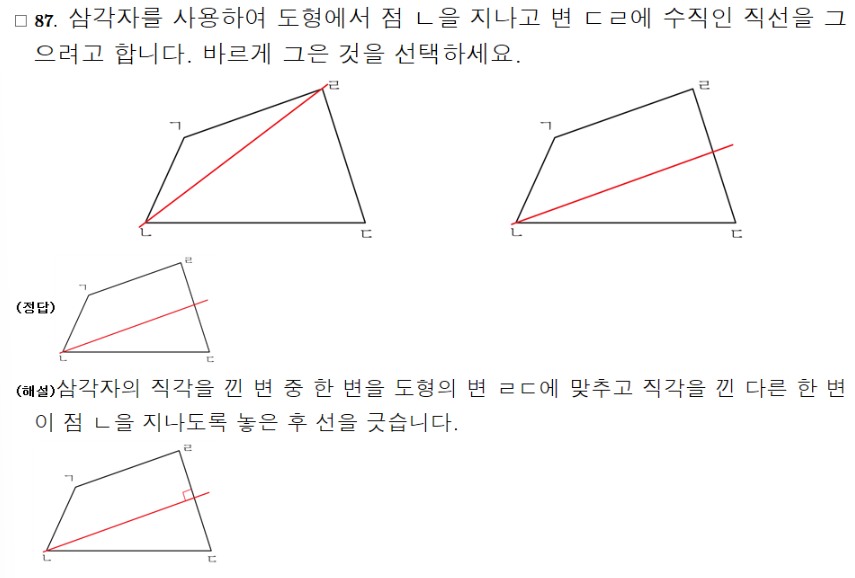 □ 87. 삼각자를 사용하여 도형에서 점 ㄴ을 지나고 변 ㄷㄹ에 수직인 직선을 그
으려고 합니다. 바르게 그은 것을 선택하세요.
ㄹ ㄹ
ㄱ ㄱ
ㄴ ㄷ ㄴ ㄷ
ㄹ
ㄱ
(정답)
ㄴ ㄷ
(해설)삼각자의 직각을 낀 변 중 한 변을 도형의 변 ㄹㄷ에 맞추고 직각을 낀 다른 한 변
이 점 ㄴ을 지나도록 놓은 후 선을 긋습니다.
ㄹ
ㄱ
ㄴ ㄷ